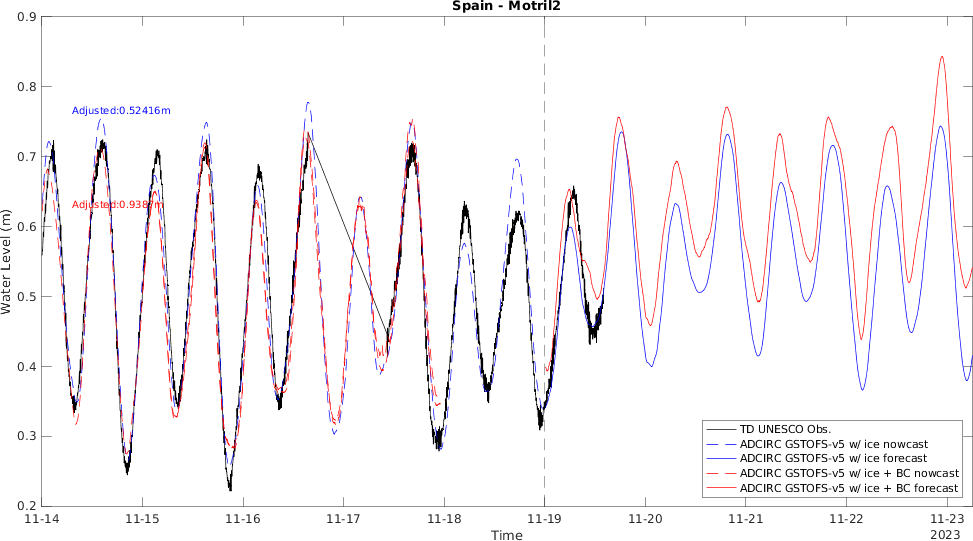 Spain - Motril2
0.9
0.8
0.7
0.6
0.5
0.4
0.3
0.2
Water Level (m)
Adjusted:0.52416m
Adjusted:0.9387m
TD UNESCO Obs.
ADCIRC GSTOFS-v5 w/ ice nowcast
ADCIRC GSTOFS-v5 w/ ice forecast
ADCIRC GSTOFS-v5 w/ ice + BC nowcast
ADCIRC GSTOFS-v5 w/ ice + BC forecast
11-14 11-15 11-16 11-17 11-18 11-19 11-20 11-21 11-22 11-23
2023
Time